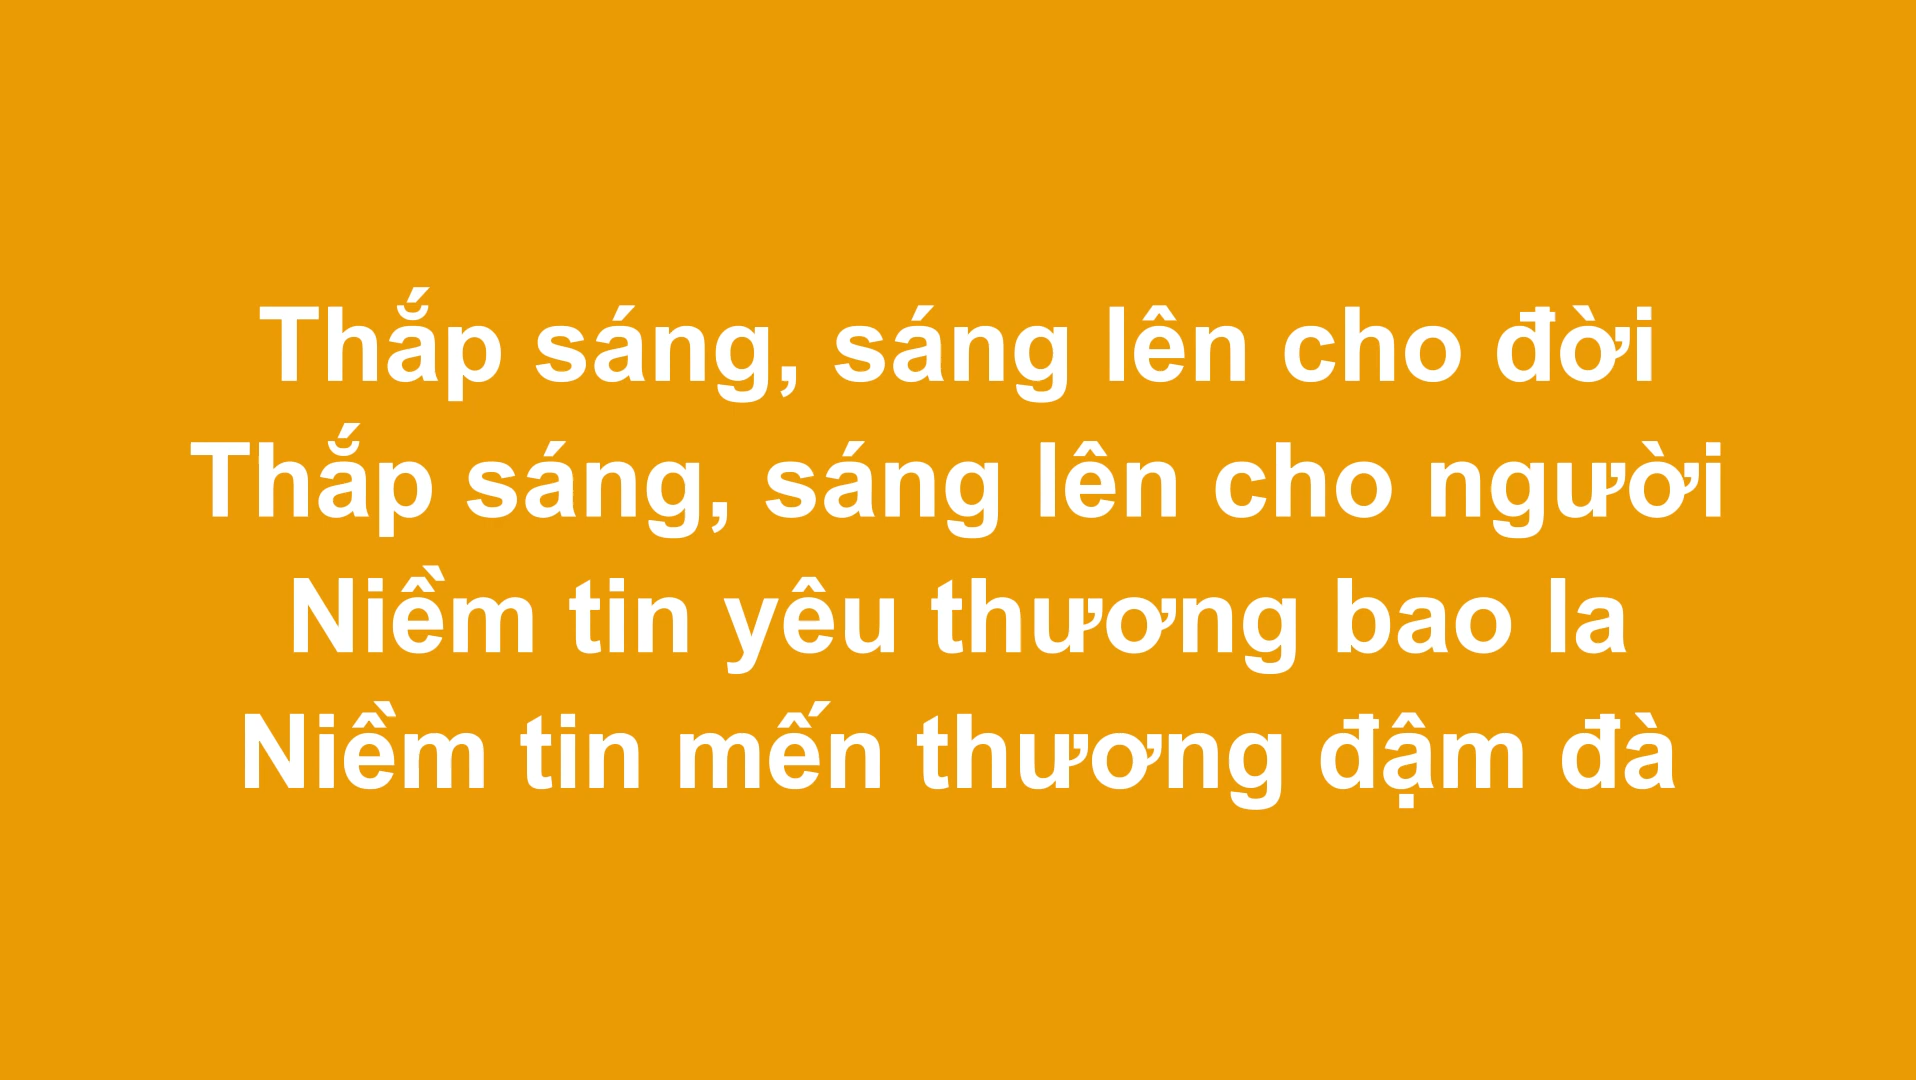 Thắp sáng, sáng lên cho đời
Thắp sáng, sáng lên cho người
Niềm tin yêu thương bao la
Niềm tin mến thương đậm đà